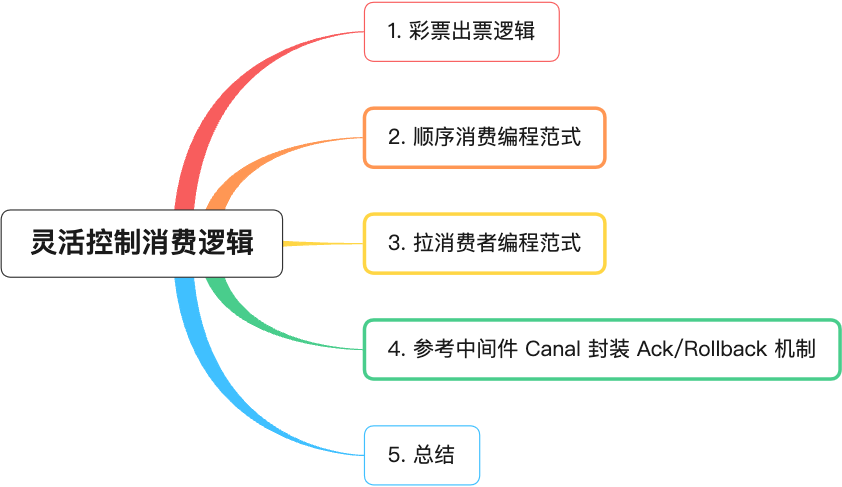 灵活控制消费逻辑
1. 彩票出票逻辑
2. 顺序消费编程范式
3. 拉消费者编程范式
4. 参考中间件 Canal 封装 Ack/Rollback 机制
5. 总结